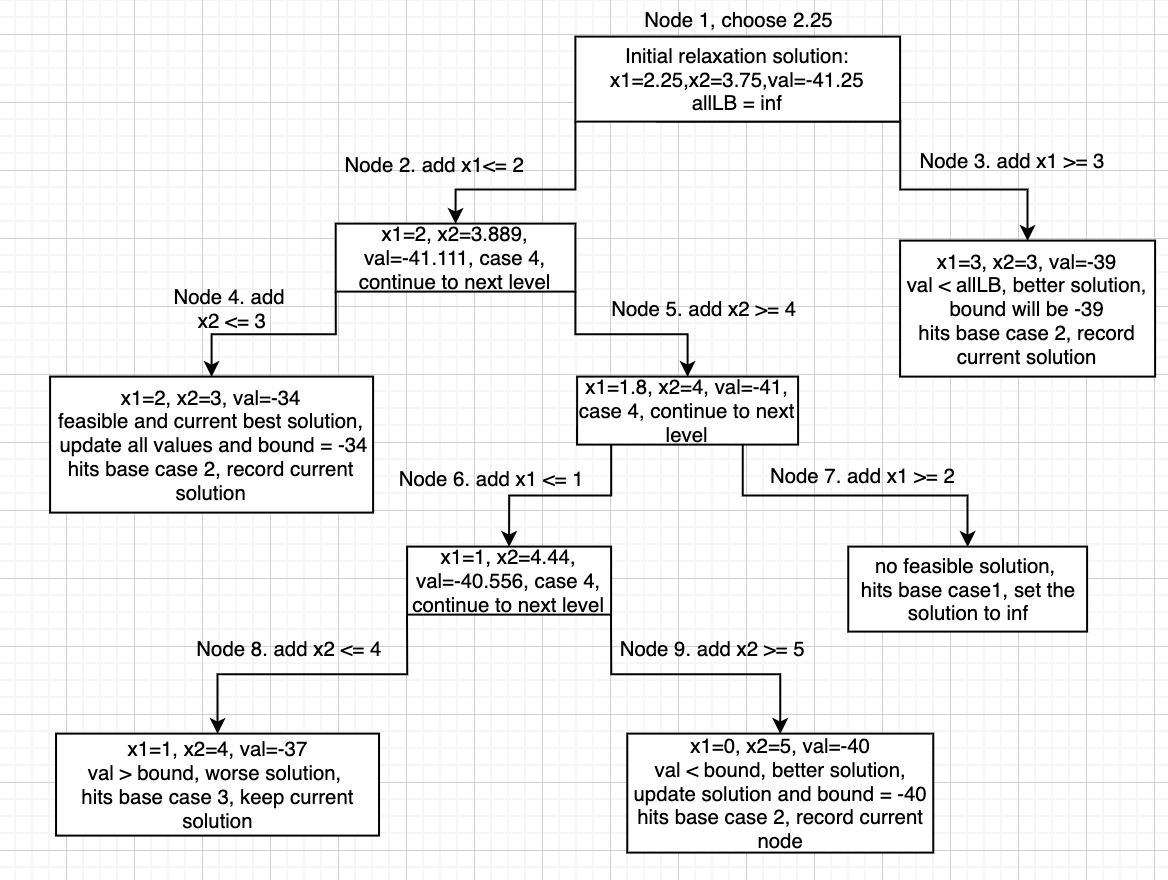 Node 1, choose 2.25
Initial relaxation solution:
x1=2.25,x2=3.75,val=-41.25
allLB = inf
Node 2. add x1<= 2
Node 3. add x1 >= 3
x1=2, x2=3.889,
val=-41.111, case 4,
continue to next level
x1=3, x2=3, val=-39
val < allLB, better solution,
bound will be -39
hits base case 2, record
current solution
Node 4. add
x2 <= 3
Node 5. add x2 >= 4
x1=2, x2=3, val=-34
feasible and current best solution,
update all values and bound = -34
hits base case 2, record current
solution
x1=1.8, x2=4, val=-41,
case 4, continue to next
level
Node 6. add x1 <= 1
Node 7. add x1 >= 2
x1=1, x2=4.44,
val=-40.556, case 4,
continue to next level
no feasible solution,
hits base case1, set the
solution to inf
Node 8. add x2 <= 4
Node 9. add x2 >= 5
x1=1, x2=4, val=-37
val > bound, worse solution,
hits base case 3, keep current
solution
x1=0, x2=5, val=-40
val < bound, better solution,
update solution and bound = -40
hits base case 2, record current
node